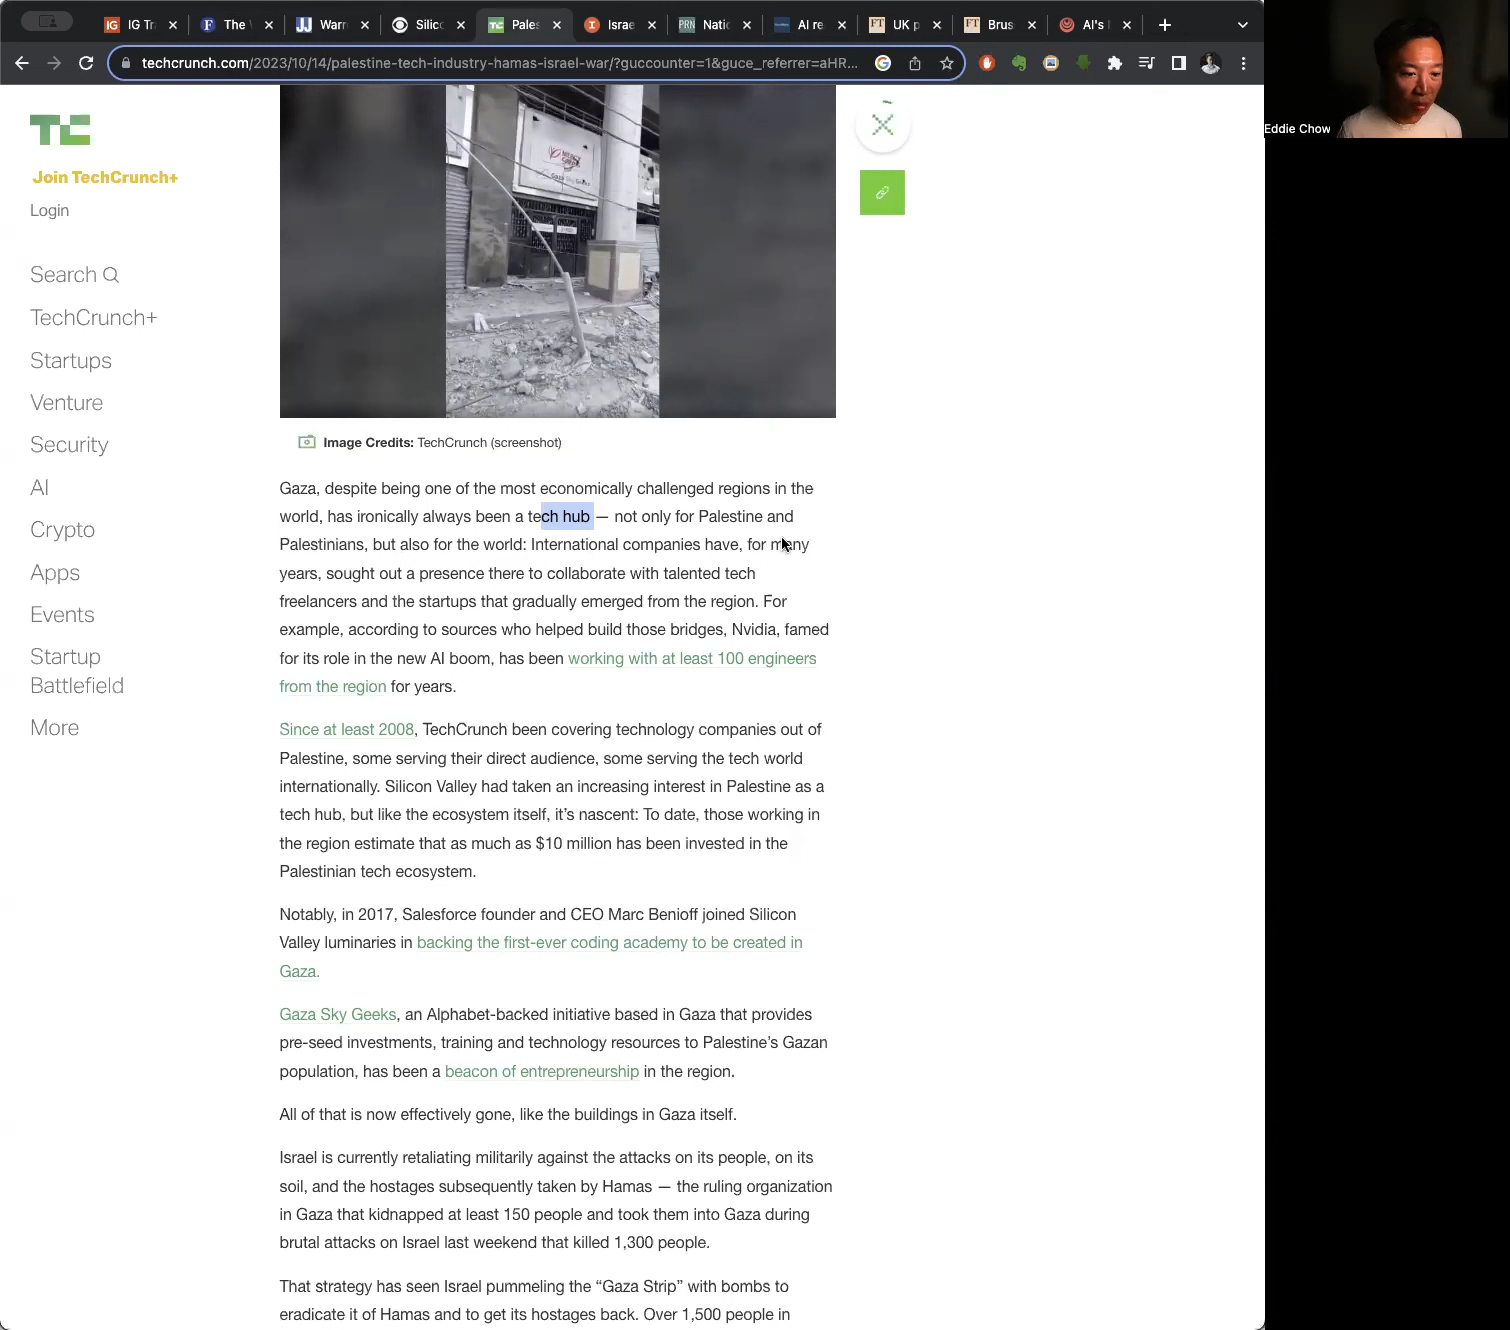 IG Tr
The \
Warr
Silico
Pales
Israe
Natio
AI re
UK p
Brus
AI's
techcrunch.com/2023/10/14/palestine-tech-industry-hamas-israel-war/?guccounter=1&guce_referrer=aHR...
Eddie Chow
TC
Join TechCrunch+
Login
Search
TechCrunch+
Startups
Venture
Security
AI
Crypto
Apps
Events
Startup
Battlefield
More
Image Credits: TechCrunch (screenshot)
Gaza, despite being one of the most economically challenged regions in the
world, has ironically always been a tech hub — not only for Palestine and
Palestinians, but also for the world: International companies have, for many
years, sought out a presence there to collaborate with talented tech
freelancers and the startups that gradually emerged from the region. For
example, according to sources who helped build those bridges, Nvidia, famed
for its role in the new AI boom, has been working with at least 100 engineers
from the region for years.
Since at least 2008, TechCrunch been covering technology companies out of
Palestine, some serving their direct audience, some serving the tech world
internationally. Silicon Valley had taken an increasing interest in Palestine as a
tech hub, but like the ecosystem itself, it’s nascent: To date, those working in
the region estimate that as much as $10 million has been invested in the
Palestinian tech ecosystem.
Notably, in 2017, Salesforce founder and CEO Marc Benioff joined Silicon
Valley luminaries in backing the first-ever coding academy to be created in
Gaza.
Gaza Sky Geeks, an Alphabet-backed initiative based in Gaza that provides
pre-seed investments, training and technology resources to Palestine’s Gazan
population, has been a beacon of entrepreneurship in the region.
All of that is now effectively gone, like the buildings in Gaza itself.
Israel is currently retaliating militarily against the attacks on its people, on its
soil, and the hostages subsequently taken by Hamas — the ruling organization
in Gaza that kidnapped at least 150 people and took them into Gaza during
brutal attacks on Israel last weekend that killed 1,300 people.
That strategy has seen Israel pummeling the “Gaza Strip” with bombs to
eradicate it of Hamas and to get its hostages back. Over 1,500 people in